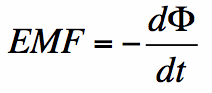 EMF = − dΦ/dt